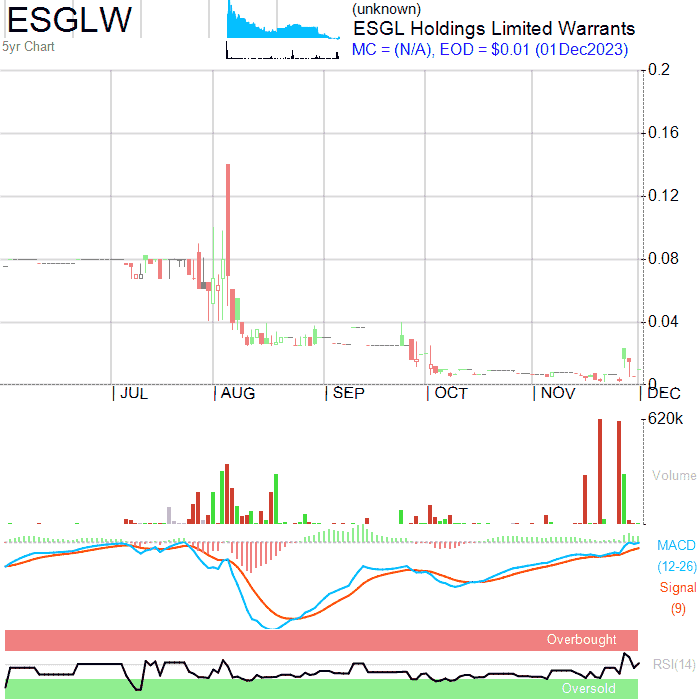 ESGLW
5yr Chart
(unknown)
ESGL Holdings Limited Warrants
MC = (N/A), EOD = $0.01 (01Dec2023)
0.2
0.16
0.12
0.08
0.04
0
JUL
AUG
SEP
OCT
NOV
DEC
620k
Volume
MACD
(12-26)
Signal
(9)
Overbought
RSI(14)
Oversold